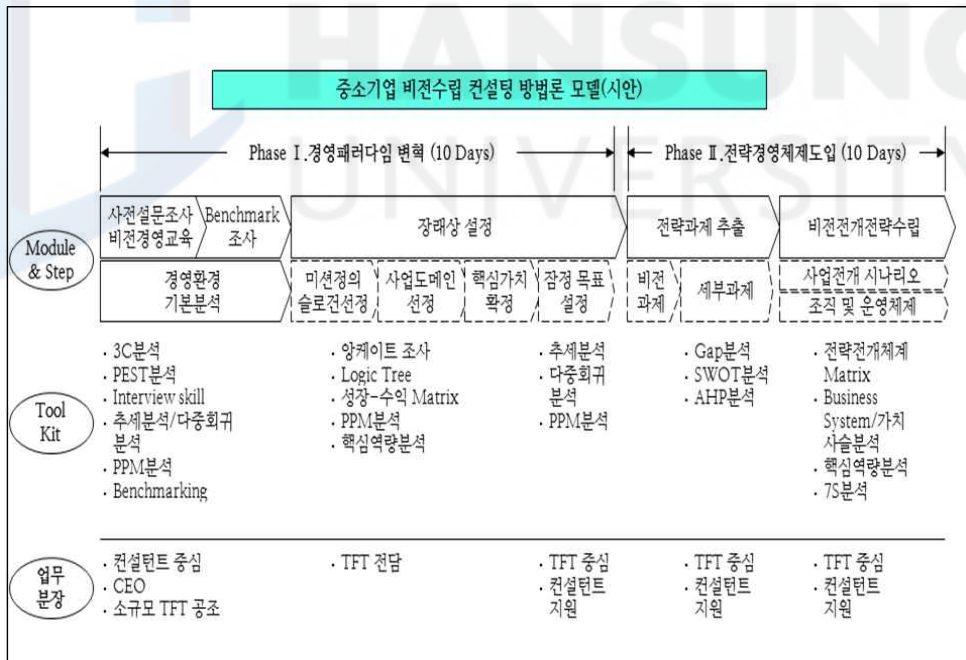 HANSUNG
UNIVERSITY
중소기업 비전수립 컨설팅 방법론 모델(시안)
Phase Ⅰ.경영패러다임 변혁 (10 Days)
Phase Ⅱ.전략경영체제도입 (10 Days)
Module
& Step
사전설문조사
비전경영교육
Benchmark
조사
장래상 설정
전략과제 추출
비전전개전략수립
경영환경
기본분석
미션정의
슬로건선정
사업도메인
선정
핵심가치
확정
잠정 목표
설정
비전
과제
세부과제
사업전개 시나리오
조직 및 운영체제
Tool
Kit
· 3C분석
· PEST분석
· Interview skill
· 추세분석/다중회귀
분석
· PPM분석
· Benchmarking
· 앙케이트 조사
· Logic Tree
· 성장-수익 Matrix
· PPM분석
· 핵심역량분석
· 추세분석
· 다중회귀
분석
· PPM분석
· Gap분석
· SWOT분석
· AHP분석
· 전략전개체계
Matrix
· Business
System/가치
사슬분석
· 핵심역량분석
· 7S분석
업무
분장
· 컨설턴트 중심
· CEO
· 소규모 TFT 공조
· TFT 전담
· TFT 중심
· 컨설턴트
지원
· TFT 중심
· 컨설턴트
지원
· TFT 중심
· 컨설턴트
지원